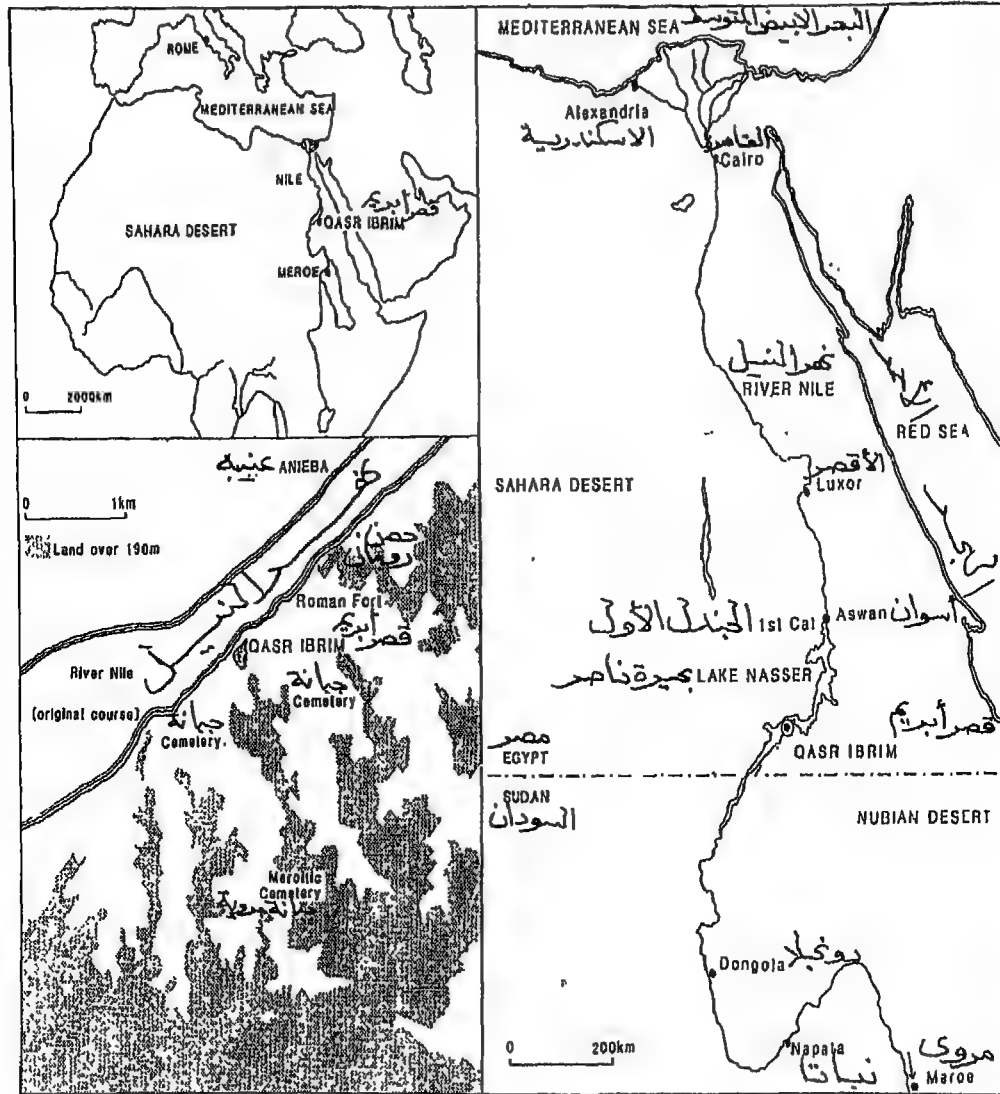 ROME
MEDITERRANEAN SEA
NILE
قصر ابريم
QASR IBRIM
SAHARA DESERT
MEROE
0 2000km
عنيبة ANIEBA
0 1km
Land over 190m
حصن
رومان
Roman Fort
قصر أبريم
QASR IBRIM
River Nile
(original course)
جبانة
Cemetery
جبانة
Cemetery.
Meroitic
Cemetery
جبانة
MEDITERRANEAN SEA البحر الابيض المتوسط
Alexandria
الاسكندرية
القاهرة
Cairo
نهر النيل
RIVER NILE
RED SEA
الأقصر
Luxor
SAHARA DESERT
الجندل الأول 1st Cat
Aswan أسوان
بحيرة ناصر LAKE NASSER
قصر أبريم
QASR IBRIM
مصر
EGYPT
SUDAN
السودان
NUBIAN DESERT
Dongola
Napata
نباتا
مروى
Meroe
0 200km